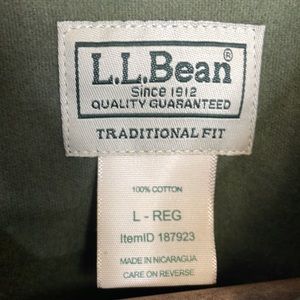 L.L.Bean®
Since 1912
QUALITY GUARANTEED
TRADITIONAL FIT
100% COTTON
L - REG
ItemID 187923
MADE IN NICARAGUA
CARE ON REVERSE